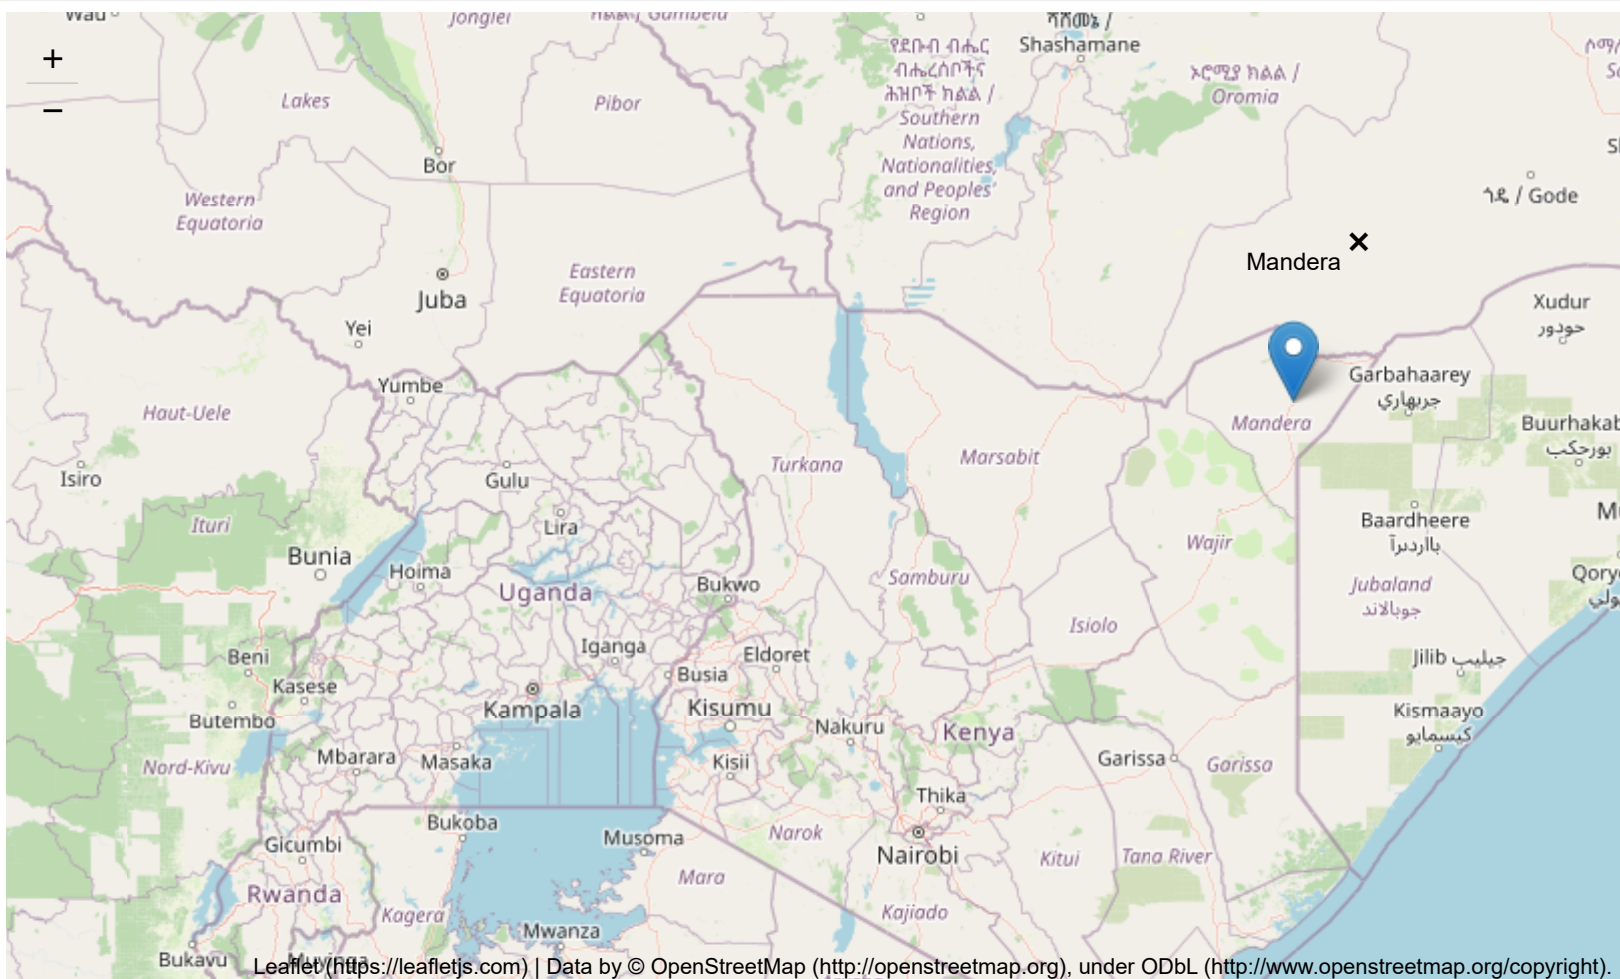 Wau
Jonglei
ሻሸመኔ /
Shashamane
የደቡብ ብሔር
ብሔረሰቦችና
ሕዝቦች ክልል /
Southern
Nations,
Nationalities,
and Peoples'
Region
ኦሮሚያ ክልል /
Oromia
+
−
Lakes
Pibor
Bor
Western
Equatoria
ጎዴ / Gode
Mandera
×
Juba
Eastern
Equatoria
Xudur
حودور
Yei
Yumbe
Garbahaarey
جربهاري
Haut-Uele
Mandera
Buurhakab
بورحكب
Isiro
Gulu
Turkana
Marsabit
Ituri
Lira
Baardheere
باارديرآ
Bunia
Wajir
Hoima
Uganda
Bukwo
Samburu
Jubaland
جوبالاند
Isiolo
Beni
Iganga
Eldoret
Jilib جيليب
Kasese
Busia
Butembo
Kampala
Kisumu
Nakuru
Kenya
Kismaayo
كيسمايو
Nord-Kivu
Mbarara
Masaka
Kisii
Garissa
Garissa
Thika
Bukoba
Musoma
Narok
Gicumbi
Nairobi
Kitui
Tana River
Rwanda
Mara
Kagera
Kajiado
Mwanza
Bukavu
Muyinga
Leaflet (https://leafletjs.com) | Data by © OpenStreetMap (http://openstreetmap.org), under ODbL (http://www.openstreetmap.org/copyright)